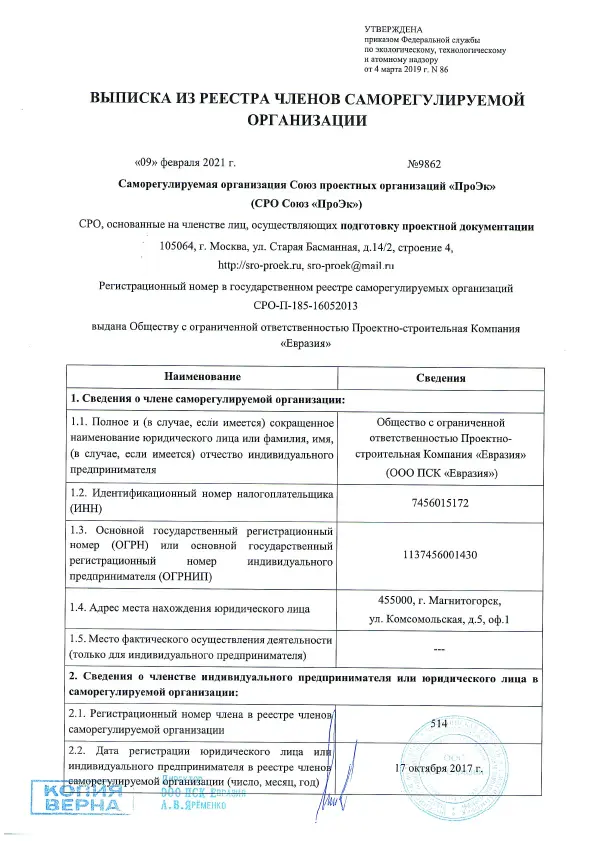 УТВЕРЖДЕНА
приказом Федеральной службы
по экологическому, технологическому
и атомному надзору
от 4 марта 2019 г. N 86
ВЫПИСКА ИЗ РЕЕСТРА ЧЛЕНОВ САМОРЕГУЛИРУЕМОЙ
ОРГАНИЗАЦИИ
«09» февраля 2021 г.
№9862
Саморегулируемая организация Союз проектных организаций «ПроЭк»
(СРО Союз «ПроЭк»)
СРО, основанные на членстве лиц, осуществляющих подготовку проектной документации
105064, г. Москва, ул. Старая Басманная, д.14/2, строение 4,
http://sro-proek.ru, sro-proek@mail.ru
Регистрационный номер в государственном реестре саморегулируемых организаций
СРО-П-185-16052013
выдана Обществу с ограниченной ответственностью Проектно-строительная Компания
«Евразия»
Наименование
Сведения
1. Сведения о члене саморегулируемой организации:
1.1. Полное и (в случае, если имеется) сокращенное
наименование юридического лица или фамилия, имя,
(в случае, если имеется) отчество индивидуального
предпринимателя
Общество с ограниченной
ответственностью Проектно-
строительная Компания «Евразия»
(ООО ПСК «Евразия»)
1.2. Идентификационный номер налогоплательщика
(ИНН)
7456015172
1.3. Основной государственный регистрационный
номер (ОГРН) или основной государственный
регистрационный номер индивидуального
предпринимателя (ОГРНИП)
1137456001430
1.4. Адрес места нахождения юридического лица
455000, г. Магнитогорск,
ул. Комсомольская, д.5, оф.1
1.5. Место фактического осуществления деятельности
(только для индивидуального предпринимателя)
---
2. Сведения о членстве индивидуального предпринимателя или юридического лица в
саморегулируемой организации:
2.1. Регистрационный номер члена в реестре членов
саморегулируемой организации
514
2.2. Дата регистрации юридического лица или
индивидуального предпринимателя в реестре членов
саморегулируемой организации (число, месяц, год)
17 октября 2017 г.
КОПИЯ
ВЕРНА
Директор
ООО ПСК Евразия
А.В.Яременко